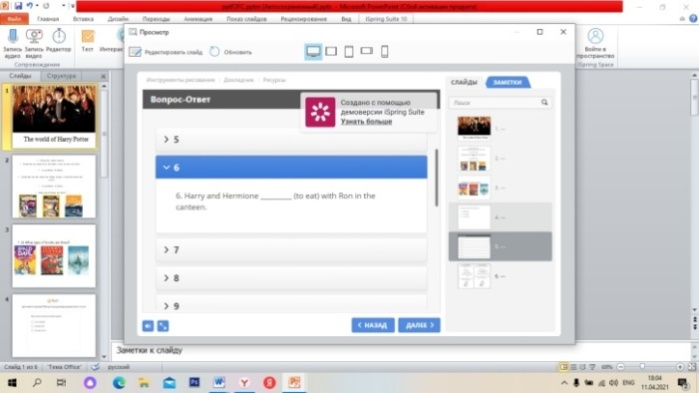 Microsoft PowerPoint (Сбой активации продукта)
Файл Главная Вставка Дизайн Переходы Анимация Показ слайдов Рецензирование Вид iSpring Suite 10
Запись видео Запись видео Редактор
Тест
Войти в пространство
Сопровождение
iSpring Space
Просмотр
Редактировать слайд Обновить
Слайды Структура
Инструменты рисования Докладчик Ресурсы
СЛАЙДЫ ЗАМЕТКИ
Вопрос-Ответ
Создано с помощью
демоверсии iSpring Suite
Узнать больше
Поиск
1
The world of Harry Potter
2
3
4
5
6
6. Harry and Hermione ________ (to eat) with Ron in the
canteen.
7
8
9
1. —
2. —
3. —
4. —
5. —
6. —
НАЗАД ДАЛЕЕ
Заметки к слайду
Слайд 1 из 6 "Тема Office" русский
69%
ENG
18:04
11.04.2021